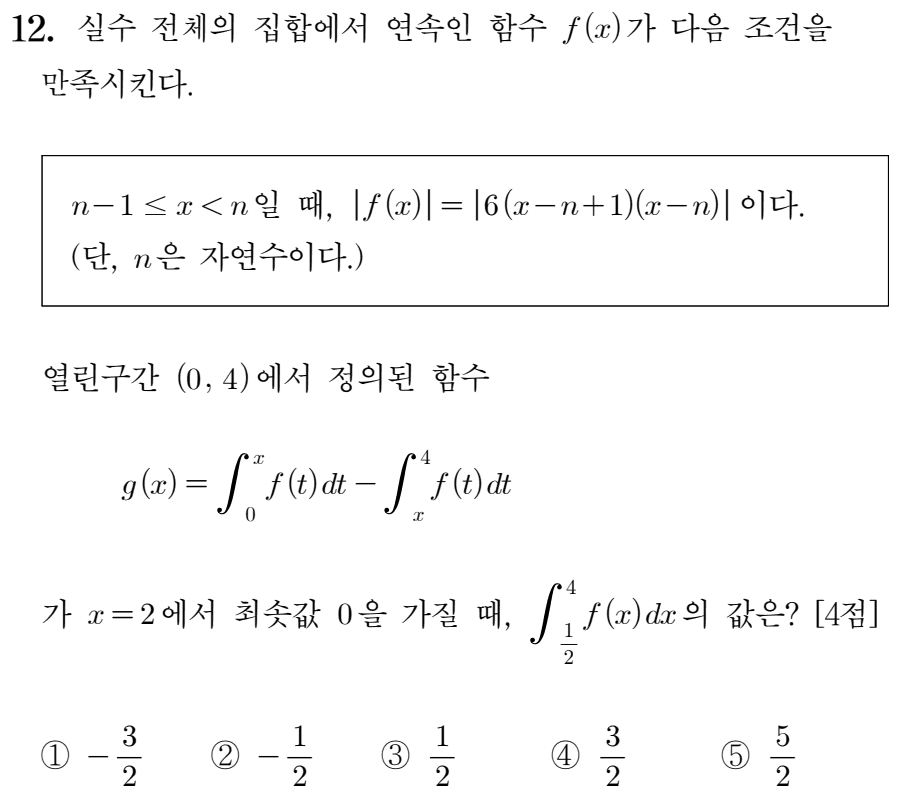 12. 실수 전체의 집합에서 연속인 함수 f(x)가 다음 조건을
만족시킨다.
n−1 ≤ x < n일 때, |f(x)| = |6(x−n+1)(x−n)| 이다.
(단, n은 자연수이다.)
열린구간 (0, 4)에서 정의된 함수
g(x) = ∫_0^x f(t)dt − ∫_x^4 f(t)dt
가 x=2에서 최솟값 0을 가질 때, ∫_{1/2}^4 f(x)dx의 값은? [4점]
① −3/2 ② −1/2 ③ 1/2 ④ 3/2 ⑤ 5/2